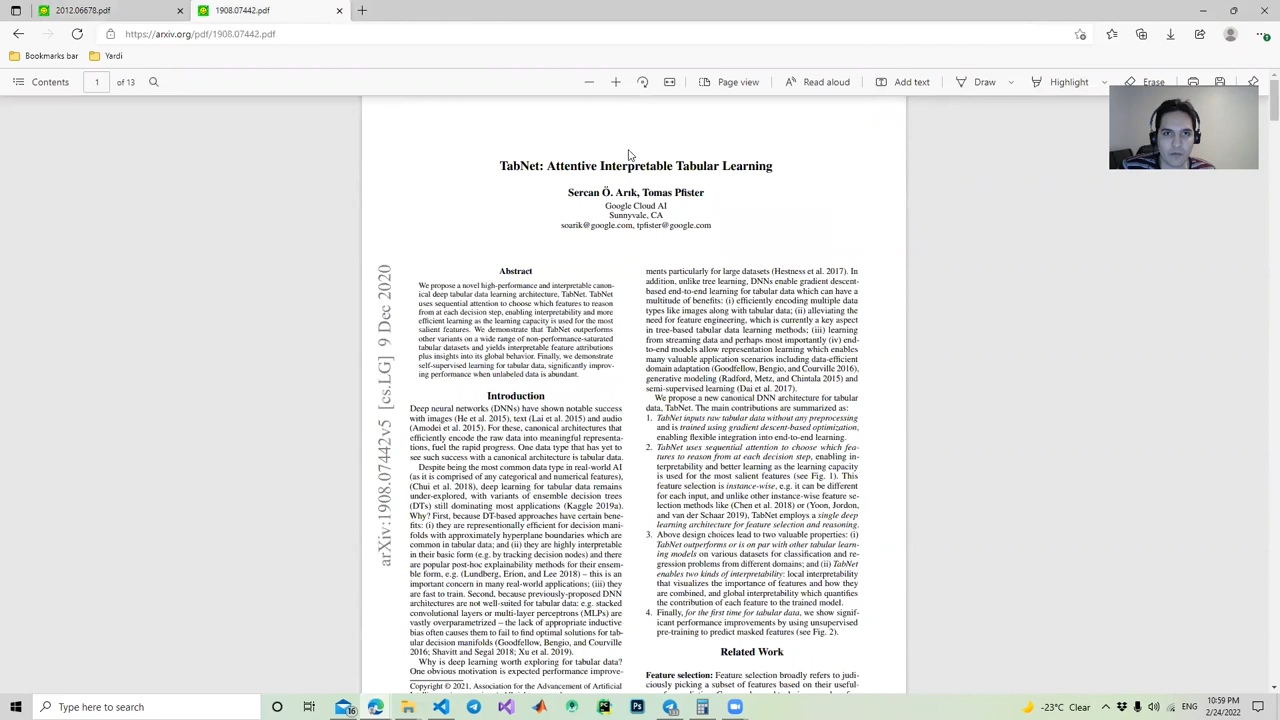 2012.06678.pdf
1908.07442.pdf
https://arxiv.org/pdf/1908.07442.pdf
Bookmarks bar
Yardi
Contents
1
of 13
Page view
Read aloud
Add text
Draw
Highlight
Erase
TabNet: Attentive Interpretable Tabular Learning
Sercan Ö. Arık, Tomas Pfister
Google Cloud AI
Sunnyvale, CA
soarik@google.com, tpfister@google.com
arXiv:1908.07442v5 [cs.LG] 9 Dec 2020
Abstract
We propose a novel high-performance and interpretable canon-
ical deep tabular data learning architecture, TabNet. TabNet
uses sequential attention to choose which features to reason
from at each decision step, enabling interpretability and more
efficient learning as the learning capacity is used for the most
salient features. We demonstrate that TabNet outperforms
other variants on a wide range of non-performance-saturated
tabular datasets and yields interpretable feature attributions
plus insights into its global behavior. Finally, we demonstrate
self-supervised learning for tabular data, significantly improv-
ing performance when unlabeled data is abundant.
Introduction
Deep neural networks (DNNs) have shown notable success
with images (He et al. 2015), text (Lai et al. 2015) and audio
(Amodei et al. 2015). For these, canonical architectures that
efficiently encode the raw data into meaningful representa-
tions, fuel the rapid progress. One data type that has yet to
see such success with a canonical architecture is tabular data.
Despite being the most common data type in real-world AI
(as it is comprised of any categorical and numerical features),
(Chui et al. 2018), deep learning for tabular data remains
under-explored, with variants of ensemble decision trees
(DTs) still dominating most applications (Kaggle 2019a).
Why? First, because DT-based approaches have certain bene-
fits: (i) they are representionally efficient for decision mani-
folds with approximately hyperplane boundaries which are
common in tabular data; and (ii) they are highly interpretable
in their basic form (e.g. by tracking decision nodes) and there
are popular post-hoc explainability methods for their ensem-
ble form, e.g. (Lundberg, Erion, and Lee 2018) – this is an
important concern in many real-world applications; (iii) they
are fast to train. Second, because previously-proposed DNN
architectures are not well-suited for tabular data: e.g. stacked
convolutional layers or multi-layer perceptrons (MLPs) are
vastly overparametrized – the lack of appropriate inductive
bias often causes them to fail to find optimal solutions for tab-
ular decision manifolds (Goodfellow, Bengio, and Courville
2016; Shavitt and Segal 2018; Xu et al. 2019).
Why is deep learning worth exploring for tabular data?
One obvious motivation is expected performance improve-
Copyright © 2021, Association for the Advancement of Artificial
ments particularly for large datasets (Hestness et al. 2017). In
addition, unlike tree learning, DNNs enable gradient descent-
based end-to-end learning for tabular data which can have a
multitude of benefits: (i) efficiently encoding multiple data
types like images along with tabular data; (ii) alleviating the
need for feature engineering, which is currently a key aspect
in tree-based tabular data learning methods; (iii) learning
from streaming data and perhaps most importantly (iv) end-
to-end models allow representation learning which enables
many valuable application scenarios including data-efficient
domain adaptation (Goodfellow, Bengio, and Courville 2016),
generative modeling (Radford, Metz, and Chintala 2015) and
semi-supervised learning (Dai et al. 2017).
We propose a new canonical DNN architecture for tabular
data, TabNet. The main contributions are summarized as:
1. TabNet inputs raw tabular data without any preprocessing
and is trained using gradient descent-based optimization,
enabling flexible integration into end-to-end learning.
2. TabNet uses sequential attention to choose which fea-
tures to reason from at each decision step, enabling in-
terpretability and better learning as the learning capacity
is used for the most salient features (see Fig. 1). This
feature selection is instance-wise, e.g. it can be different
for each input, and unlike other instance-wise feature se-
lection methods like (Chen et al. 2018) or (Yoon, Jordon,
and van der Schaar 2019), TabNet employs a single deep
learning architecture for feature selection and reasoning.
3. Above design choices lead to two valuable properties: (i)
TabNet outperforms or is on par with other tabular learn-
ing models on various datasets for classification and re-
gression problems from different domains; and (ii) TabNet
enables two kinds of interpretability: local interpretability
that visualizes the importance of features and how they
are combined, and global interpretability which quantifies
the contribution of each feature to the trained model.
4. Finally, for the first time for tabular data, we show signif-
icant performance improvements by using unsupervised
pre-training to predict masked features (see Fig. 2).
Related Work
Feature selection: Feature selection broadly refers to judi-
ciously picking a subset of features based on their useful-
Type here to search
-23°C Clear
10:59 PM
2/24/2022